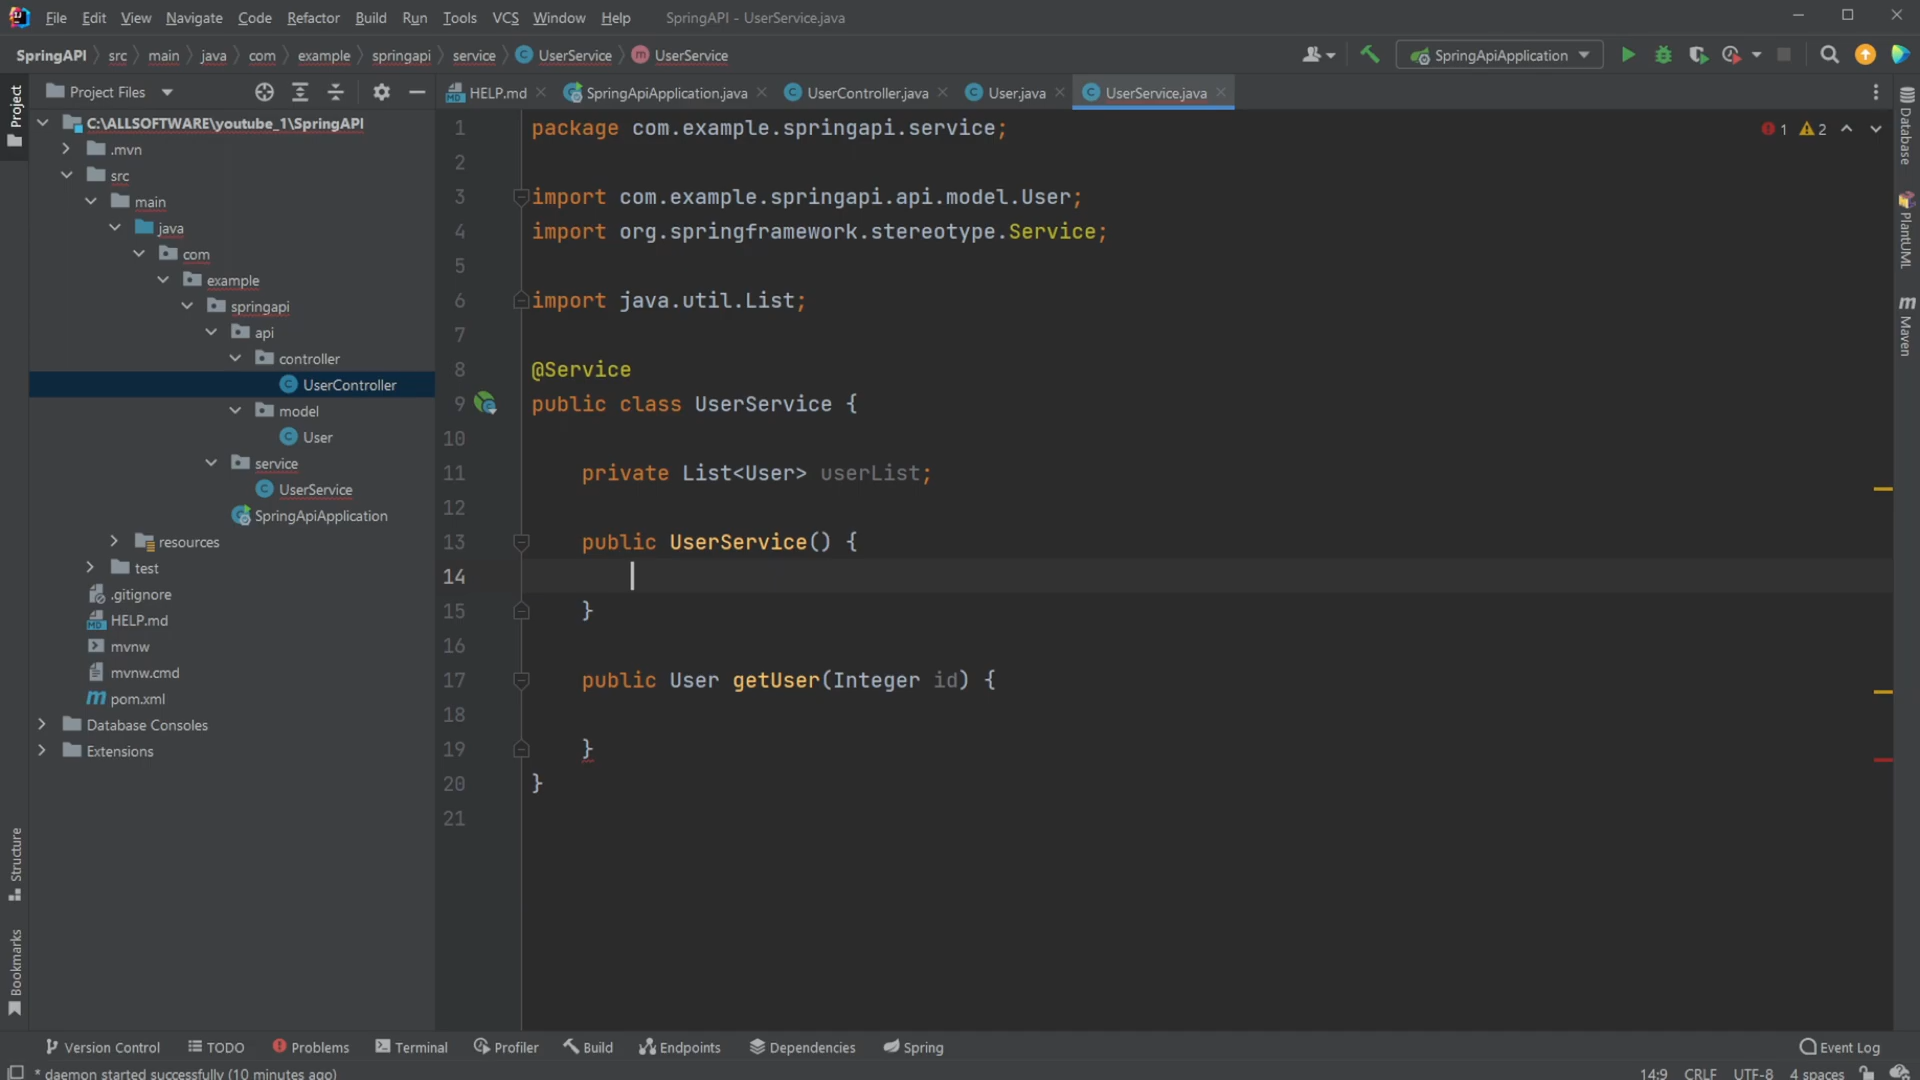 File Edit View Navigate Code Refactor Build Run Tools VCS Window Help SpringAPI - UserService.java
SpringAPI src main java com example springapi service UserService UserService SpringApiApplication
Project
Project Files
HELP.md SpringApiApplication.java UserController.java User.java UserService.java
C:\ALLSOFTWARE\youtube_1\SpringAPI
.mvn
src
main
java
com
example
springapi
api
controller
UserController
model
User
service
UserService
SpringApiApplication
resources
test
.gitignore
HELP.md
mvnw
mvnw.cmd
pom.xml
Database Consoles
Extensions
Structure
Bookmarks
1 package com.example.springapi.service;
2
3 import com.example.springapi.api.model.User;
4 import org.springframework.stereotype.Service;
5
6 import java.util.List;
7
8 @Service
9 public class UserService {
10
11 private List<User> userList;
12
13 public UserService() {
14
15 }
16
17 public User getUser(Integer id) {
18
19 }
20 }
21
1 2
Database
PlantUML
Maven
Version Control TODO Problems Terminal Profiler Build Endpoints Dependencies Spring Event Log
* daemon started successfully (10 minutes ago) 14:9 CRLF UTF-8 4 spaces